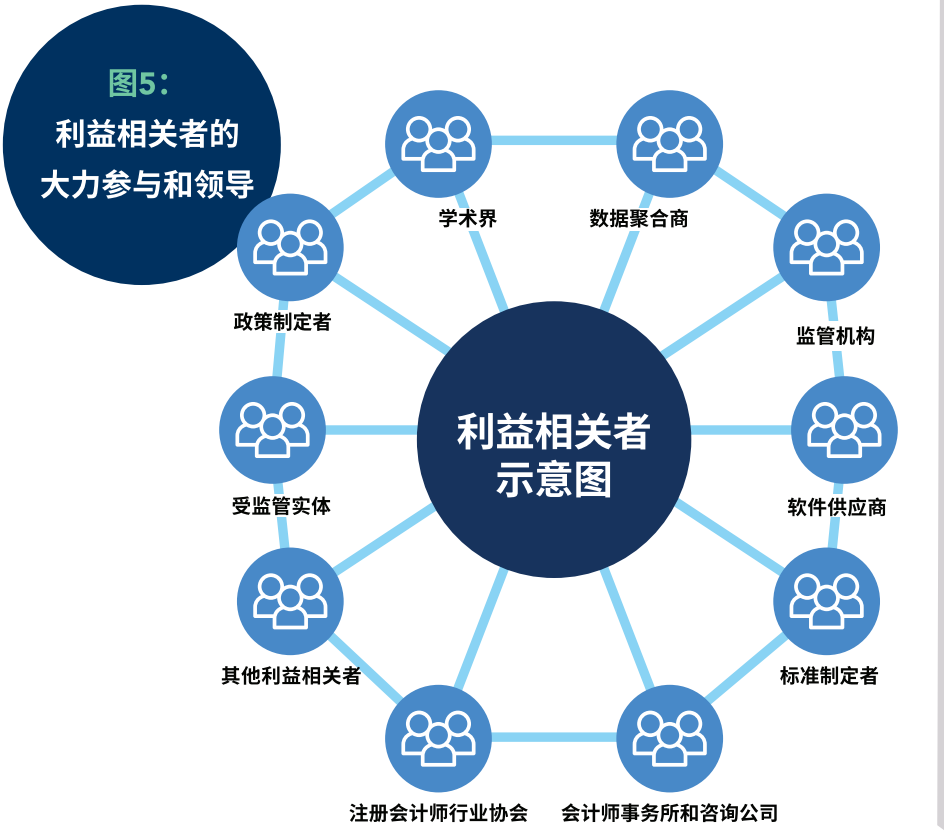 图5：
利益相关者的
大力参与和领导
学术界
数据聚合商
政策制定者
监管机构
利益相关者
示意图
受监管实体
软件供应商
其他利益相关者
标准制定者
注册会计师行业协会
会计师事务所和咨询公司